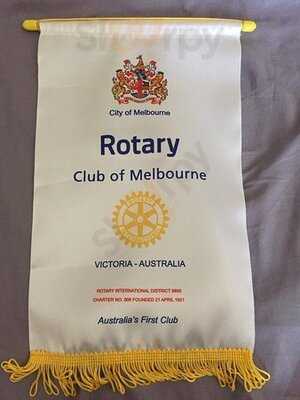 City of Melbourne
Rotary
Club of Melbourne
VICTORIA - AUSTRALIA
ROTARY INTERNATIONAL DISTRICT 9800
CHARTER NO. FOUNDED 21 APRIL 1921
Australia's First Club